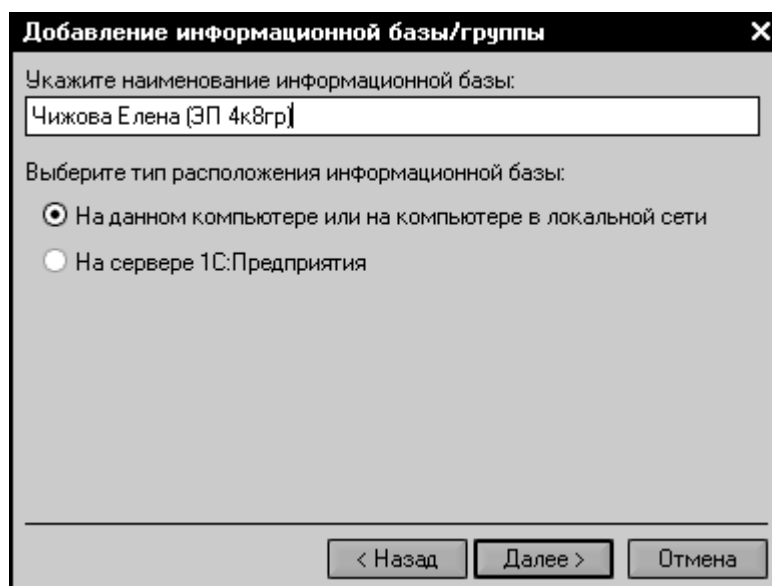 Добавление информационной базы/группы
Укажите наименование информационной базы:
Чижова Елена (ЭП 4к8гр)
Выберите тип расположения информационной базы:
На данном компьютере или на компьютере в локальной сети
На сервере 1С:Предприятия
< Назад Далее > Отмена